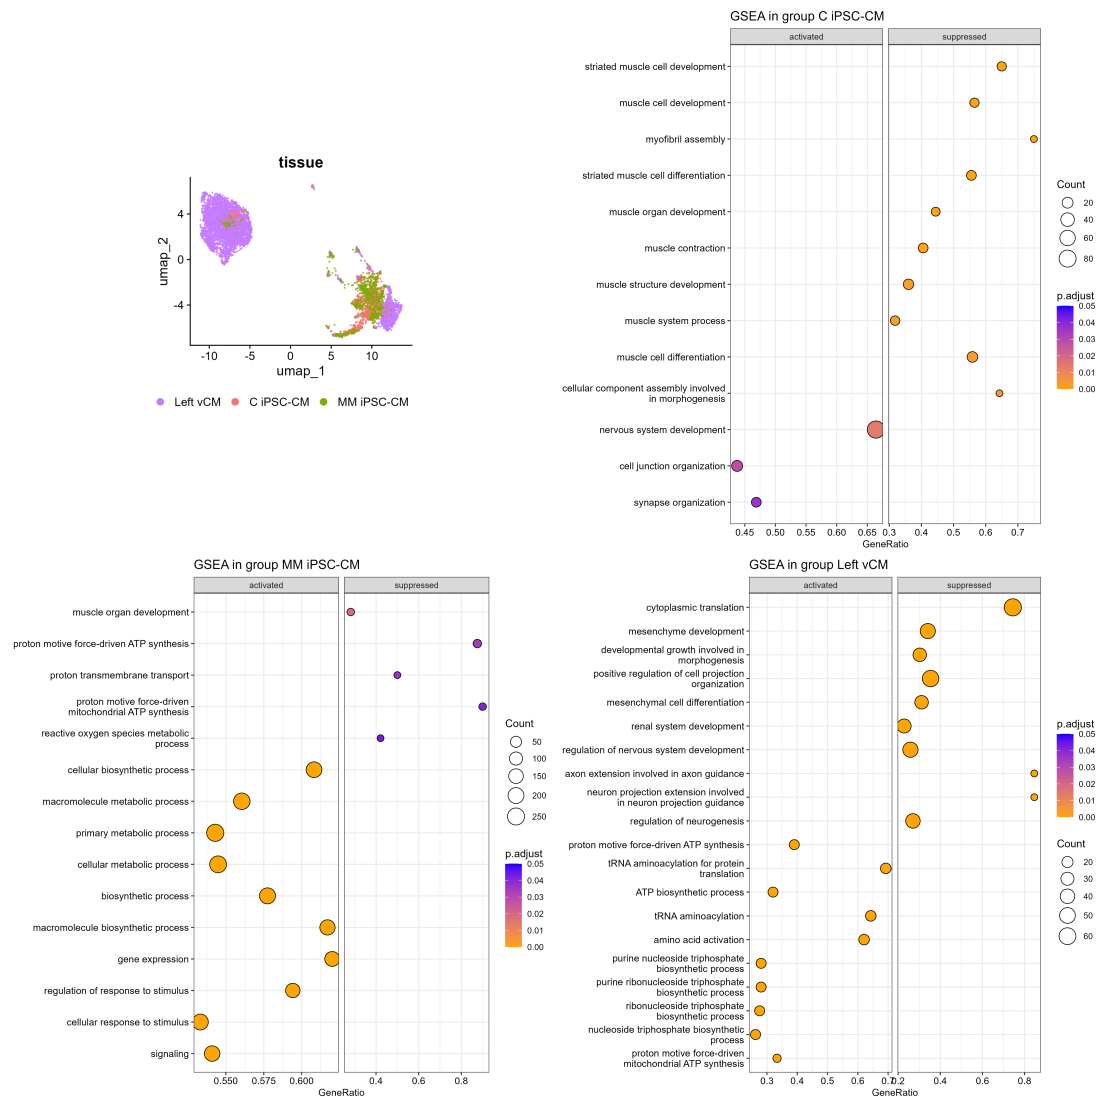 GSEA in group C iPSC-CM
activated
suppressed
striated muscle cell development
muscle cell development
myofibril assembly
striated muscle cell differentiation
muscle organ development
muscle contraction
muscle structure development
muscle system process
muscle cell differentiation
cellular component assembly involved
in morphogenesis
nervous system development
cell junction organization
synapse organization
0.45 0.50 0.55 0.60 0.65 0.3 0.4 0.5 0.6 0.7
GeneRatio
Count
20
40
60
80
p.adjust
0.05
0.04
0.03
0.02
0.01
0.00
tissue
umap_2
4
0
-4
-10 -5 0 5 10
umap_1
Left vCM C iPSC-CM MM iPSC-CM
GSEA in group MM iPSC-CM
activated
suppressed
muscle organ development
proton motive force-driven ATP synthesis
proton transmembrane transport
proton motive force-driven
mitochondrial ATP synthesis
reactive oxygen species metabolic
process
cellular biosynthetic process
macromolecule metabolic process
primary metabolic process
cellular metabolic process
biosynthetic process
macromolecule biosynthetic process
gene expression
regulation of response to stimulus
cellular response to stimulus
signaling
0.550 0.575 0.600 0.4 0.6 0.8
GeneRatio
Count
50
100
150
200
250
p.adjust
0.05
0.04
0.03
0.02
0.01
0.00
GSEA in group Left vCM
activated
suppressed
cytoplasmic translation
mesenchyme development
developmental growth involved in
morphogenesis
positive regulation of cell projection
organization
mesenchymal cell differentiation
renal system development
regulation of nervous system development
axon extension involved in axon guidance
neuron projection extension involved
in neuron projection guidance
regulation of neurogenesis
proton motive force-driven ATP synthesis
tRNA aminoacylation for protein
translation
ATP biosynthetic process
tRNA aminoacylation
amino acid activation
purine nucleoside triphosphate
biosynthetic process
purine ribonucleoside triphosphate
biosynthetic process
ribonucleoside triphosphate
biosynthetic process
nucleoside triphosphate biosynthetic
process
proton motive force-driven
mitochondrial ATP synthesis
0.3 0.4 0.5 0.6 0.7 0.2 0.4 0.6 0.8
GeneRatio
p.adjust
0.05
0.04
0.03
0.02
0.01
0.00
Count
20
30
40
50
60